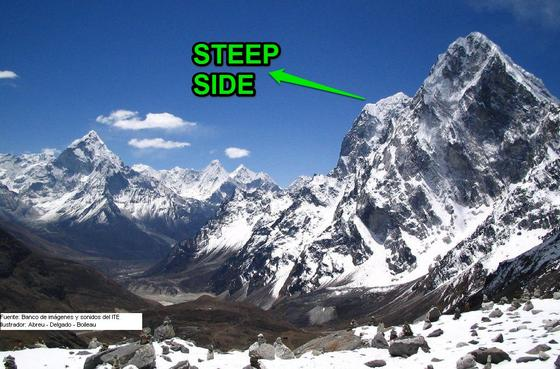 STEEP
SIDE
Fuente: Banco de imágenes y sonidos del ITE
Ilustrador: Abreu - Delgado - Boileau